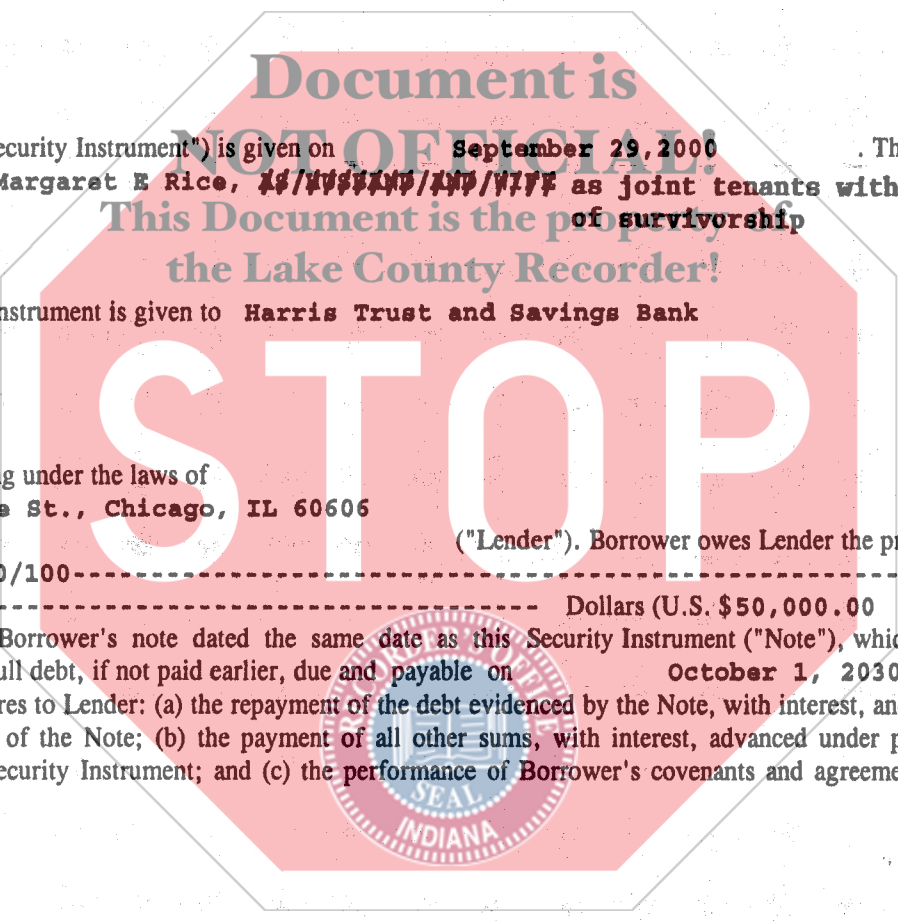 Document is
NOT OFFICIAL!
ecurity Instrument") is given on September 29,2000 . Th
Margaret E Rice, AS/HUSBAND/AND/WIFE as joint tenants with
This Document is the property of
of survivorship
the Lake County Recorder!
nstrument is given to Harris Trust and Savings Bank
STOP
g under the laws of
e St., Chicago, IL 60606
("Lender"). Borrower owes Lender the pr
0/100-----------------------------------------------------------
-------------------------------------- Dollars (U.S. $50,000.00
Borrower's note dated the same date as this Security Instrument ("Note"), whic
ull debt, if not paid earlier, due and payable on October 1, 2030
res to Lender: (a) the repayment of the debt evidenced by the Note, with interest, an
of the Note; (b) the payment of all other sums, with interest, advanced under p
ecurity Instrument; and (c) the performance of Borrower's covenants and agreeme
RECORDER'S OFFICE
SEAL
INDIANA